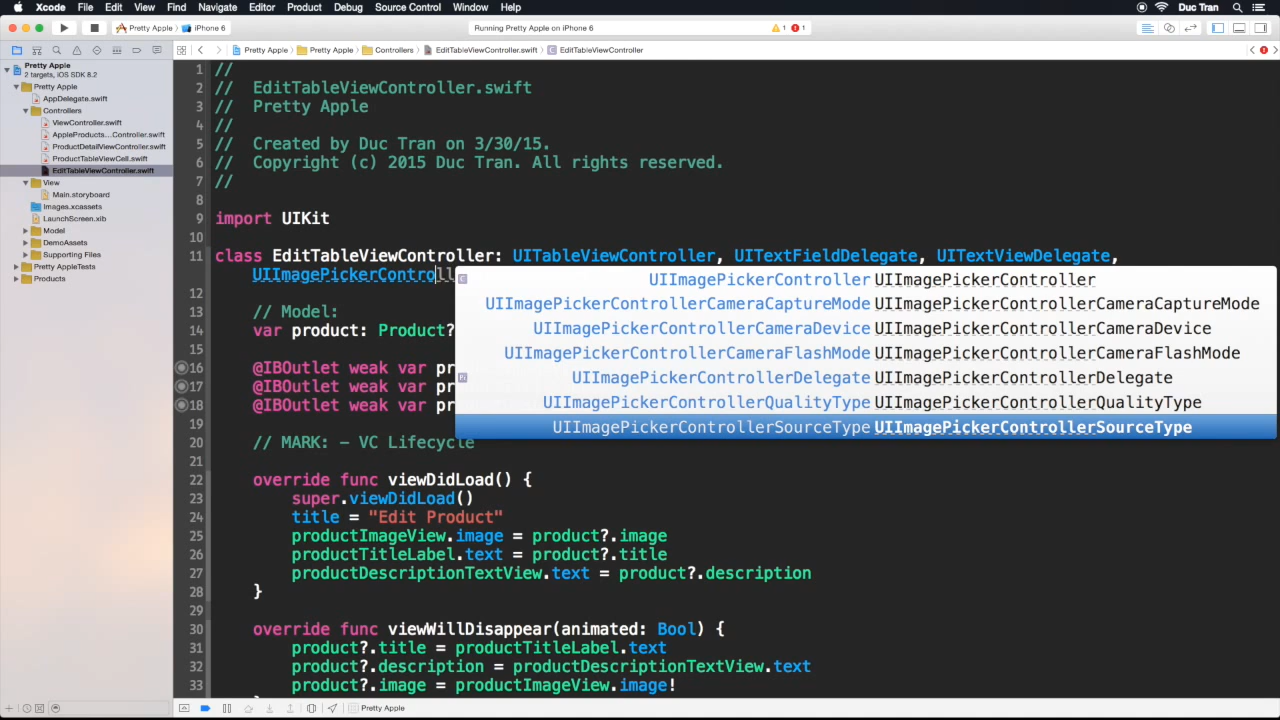 Xcode File Edit View Find Navigate Editor Product Debug Source Control Window Help Duc Tran
Pretty Apple iPhone 6 Running Pretty Apple on iPhone 6 1 1
Pretty Apple Pretty Apple Controllers EditTableViewController.swift EditTableViewController
Pretty Apple
2 targets, iOS SDK 8.2
Pretty Apple
AppDelegate.swift
Controllers
ViewController.swift
AppleProducts...Controller.swift
ProductDetailViewController.swift
ProductTableViewCell.swift
EditTableViewController.swift
View
Main.storyboard
Images.xcassets
LaunchScreen.xib
Model
DemoAssets
Supporting Files
Pretty AppleTests
Products
1 //
2 // EditTableViewController.swift
3 // Pretty Apple
4 //
5 // Created by Duc Tran on 3/30/15.
6 // Copyright (c) 2015 Duc Tran. All rights reserved.
7 //
8
9 import UIKit
10
11 class EditTableViewController: UITableViewController, UITextFieldDelegate, UITextViewDelegate,
UIImagePickerControll
12
13 // Model:
14 var product: Product?
15
16 @IBOutlet weak var pr
17 @IBOutlet weak var pr
18 @IBOutlet weak var pr
19
20 // MARK: - VC Lifecycle
21
22 override func viewDidLoad() {
23 super.viewDidLoad()
24 title = "Edit Product"
25 productImageView.image = product?.image
26 productTitleLabel.text = product?.title
27 productDescriptionTextView.text = product?.description
28 }
29
30 override func viewWillDisappear(animated: Bool) {
31 product?.title = productTitleLabel.text
32 product?.description = productDescriptionTextView.text
33 product?.image = productImageView.image!
C UIImagePickerController UIImagePickerController
UIImagePickerControllerCameraCaptureMode UIImagePickerControllerCameraCaptureMode
UIImagePickerControllerCameraDevice UIImagePickerControllerCameraDevice
UIImagePickerControllerCameraFlashMode UIImagePickerControllerCameraFlashMode
Pr UIImagePickerControllerDelegate UIImagePickerControllerDelegate
UIImagePickerControllerQualityType UIImagePickerControllerQualityType
UIImagePickerControllerSourceType UIImagePickerControllerSourceType
Pretty Apple